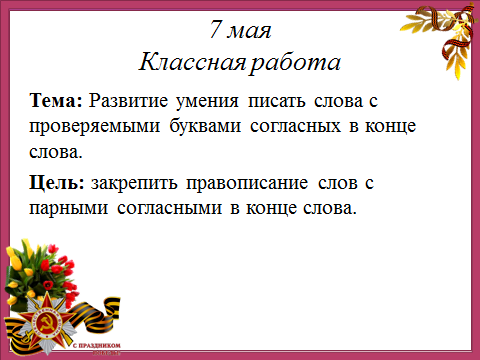 7 мая
Классная работа
Тема: Развитие умения писать слова с
проверяемыми буквами согласных в конце
слова.
Цель: закрепить правописание слов с
парными согласными в конце слова.
С ПРАЗДНИКОМ